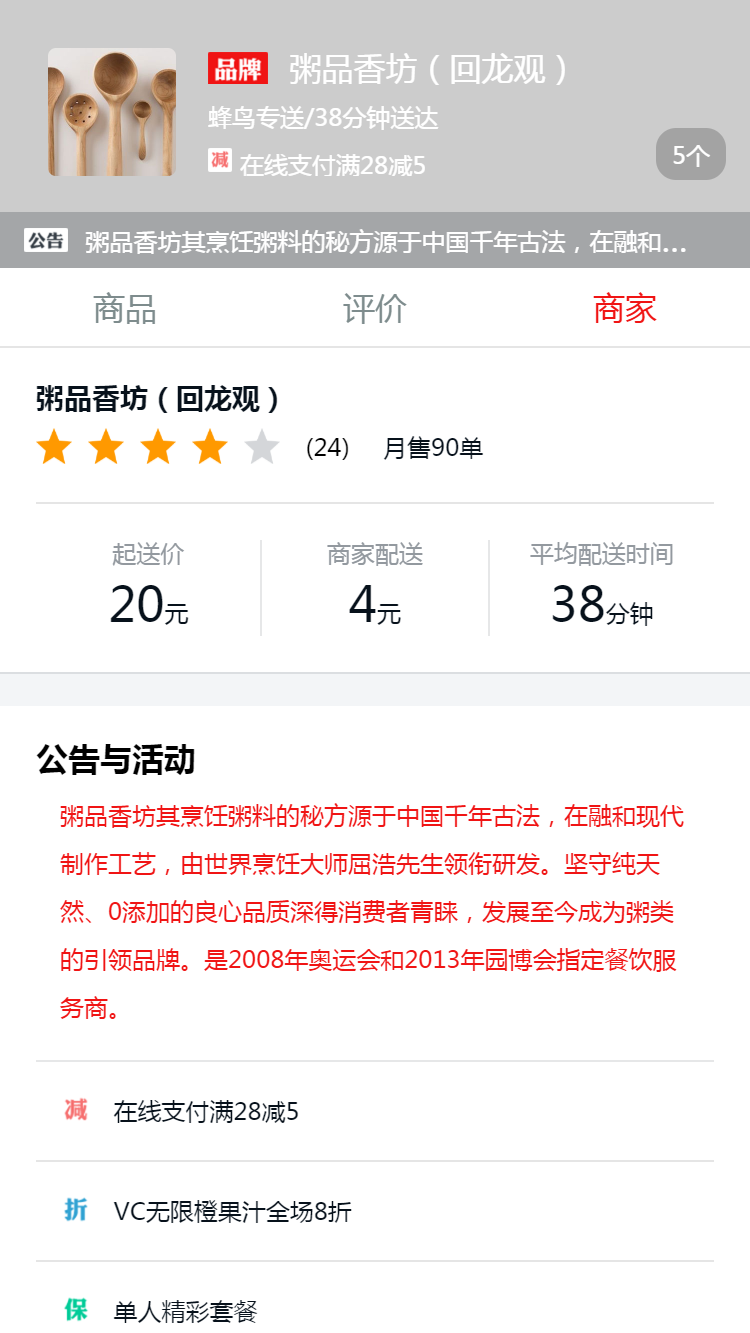 品牌 粥品香坊（回龙观）
蜂鸟专送/38分钟送达
减 在线支付满28减5
5个
公告 粥品香坊其烹饪粥料的秘方源于中国千年古法，在融和...
商品 评价 商家
粥品香坊（回龙观）
(24) 月售90单
起送价 商家配送 平均配送时间
20元 4元 38分钟
公告与活动
粥品香坊其烹饪粥料的秘方源于中国千年古法，在融和现代
制作工艺，由世界烹饪大师屈浩先生领衔研发。坚守纯天
然、0添加的良心品质深得消费者青睐，发展至今成为粥类
的引领品牌。是2008年奥运会和2013年园博会指定餐饮服
务商。
减 在线支付满28减5
折 VC无限橙果汁全场8折
保 单人精彩套餐